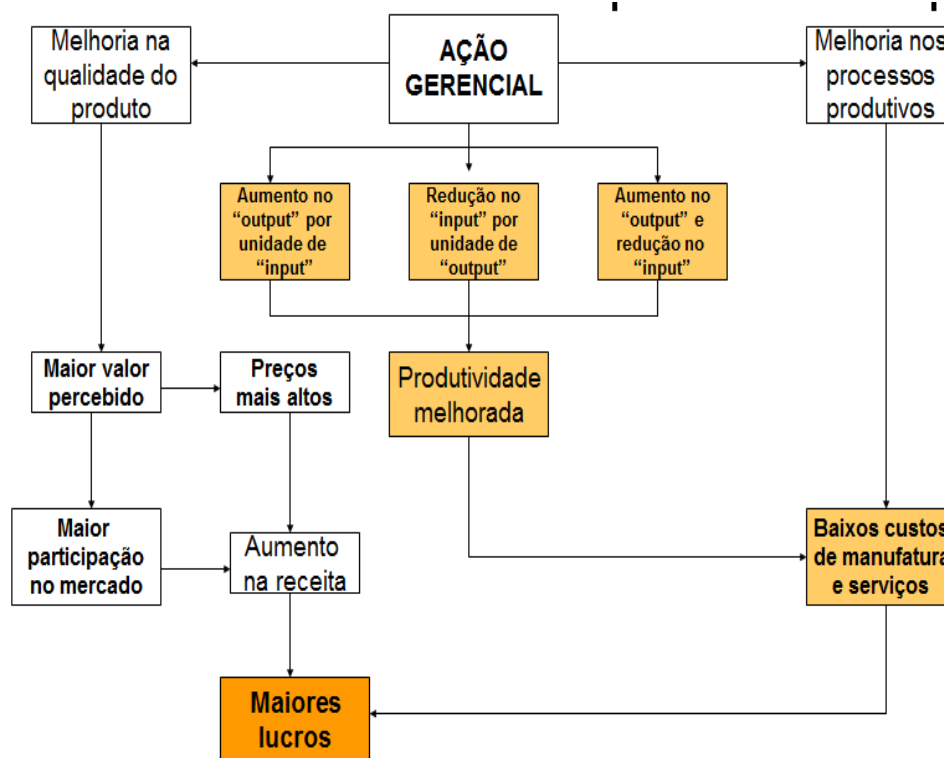 Melhoria na
qualidade do
produto
AÇÃO
GERENCIAL
Melhoria nos
processos
produtivos
Aumento no
“output” por
unidade de
“input”
Redução no
“input” por
unidade de
“output”
Aumento no
“output” e
redução no
“input”
Maior valor
percebido
Preços
mais altos
Produtividade
melhorada
Maior
participação
no mercado
Aumento
na receita
Baixos custos
de manufatura
e serviços
Maiores
lucros